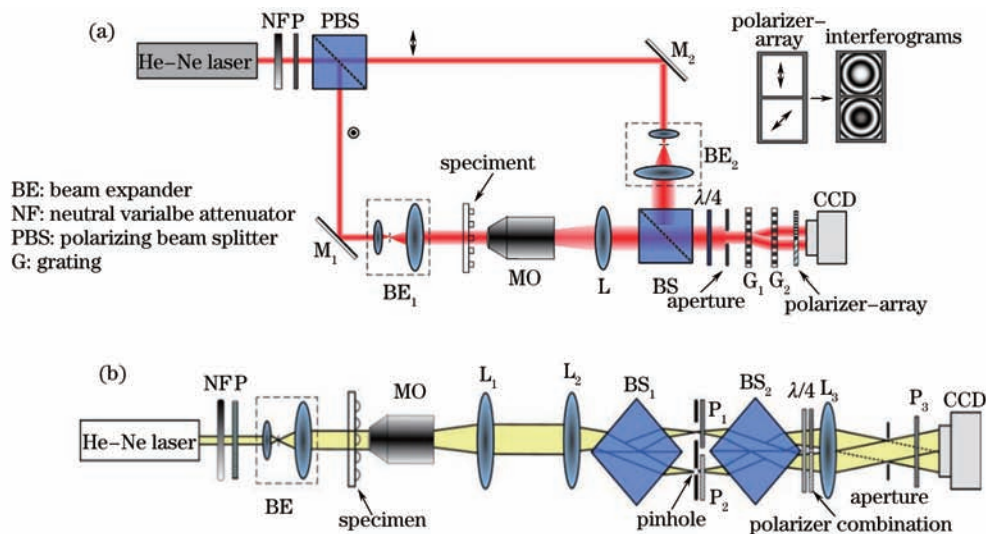 (a)
NF P PBS
He–Ne laser
M2
polarizer–
array
interferograms
BE2
speciment
λ/4
CCD
BE: beam expander
NF: neutral varialbe attenuator
PBS: polarizing beam splitter
G: grating
M1
BE1
MO
L
BS
aperture
G1
G2
polarizer–array
(b)
NF P
MO
L1
L2
BS1
P1
BS2
λ/4
L3
P3
CCD
He–Ne laser
BE
specimen
pinhole
P2
aperture
polarizer combination